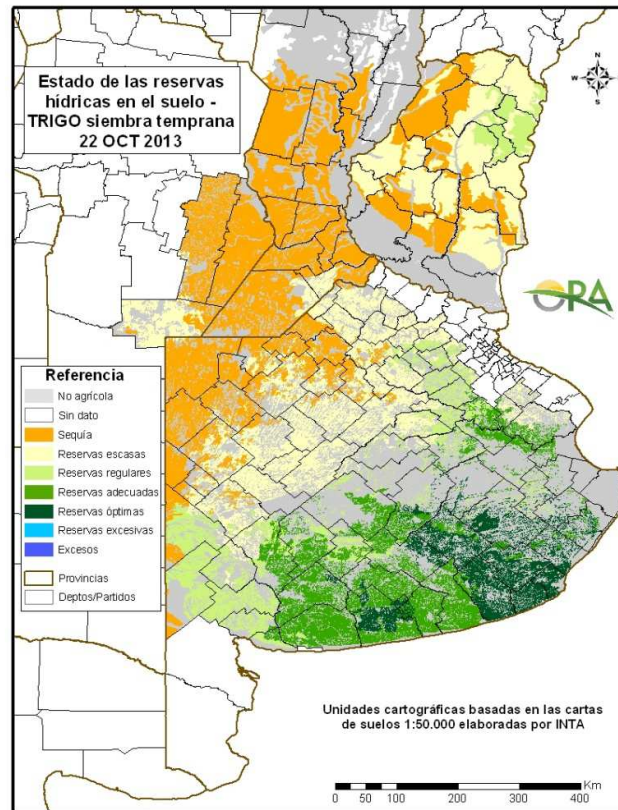 Estado de las reservas
hídricas en el suelo -
TRIGO siembra temprana
22 OCT 2013
N
W E
S
ORA
Referencia
No agrícola
Sin dato
Sequía
Reservas escasas
Reservas regulares
Reservas adecuadas
Reservas óptimas
Reservas excesivas
Excesos
Provincias
Deptos/Partidos
Unidades cartográficas basadas en las cartas
de suelos 1:50.000 elaboradas por INTA
Km
0 50 100 200 300 400